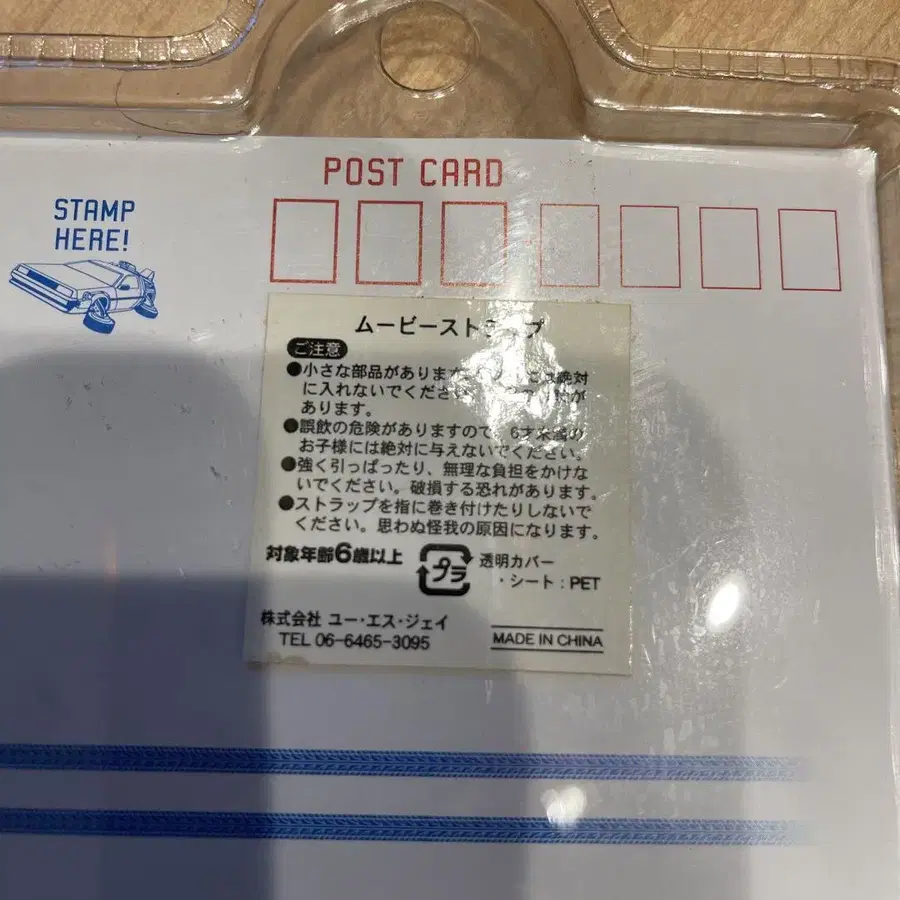 POST CARD
STAMP
HERE!
ムービーストラップ
ご注意
●小さな部品があります 絶対
に入れないでください が
あります。
●誤飲の危険がありますので、6才未満の
お子様には絶対に与えないでください。
●強く引っぱったり、無理な負担をかけな
いでください。破損する恐れがあります。
●ストラップを指に巻き付けたりしないで
ください。思わぬ怪我の原因になります。
対象年齢6歳以上
プラ
透明カバー
・シート:PET
株式会社 ユー・エス・ジェイ
TEL 06-6465-3095
MADE IN CHINA